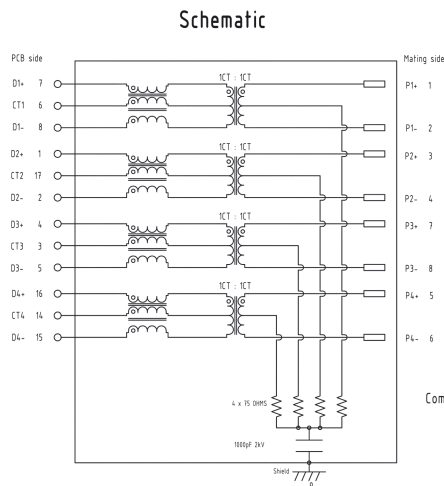 Schematic
PCB side
Mating side
1CT : 1CT
D1+ 7
P1+ 1
CT1 6
D1- 8
P1- 2
1CT : 1CT
D2+ 1
P2+ 3
CT2 17
D2- 2
P2- 4
1CT : 1CT
D3+ 4
P3+ 7
CT3 3
D3- 5
P3- 8
1CT : 1CT
D4+ 16
P4+ 5
CT4 14
D4- 15
P4- 6
Com
4 x 75 OHMS
1000pF 2kV
Shield